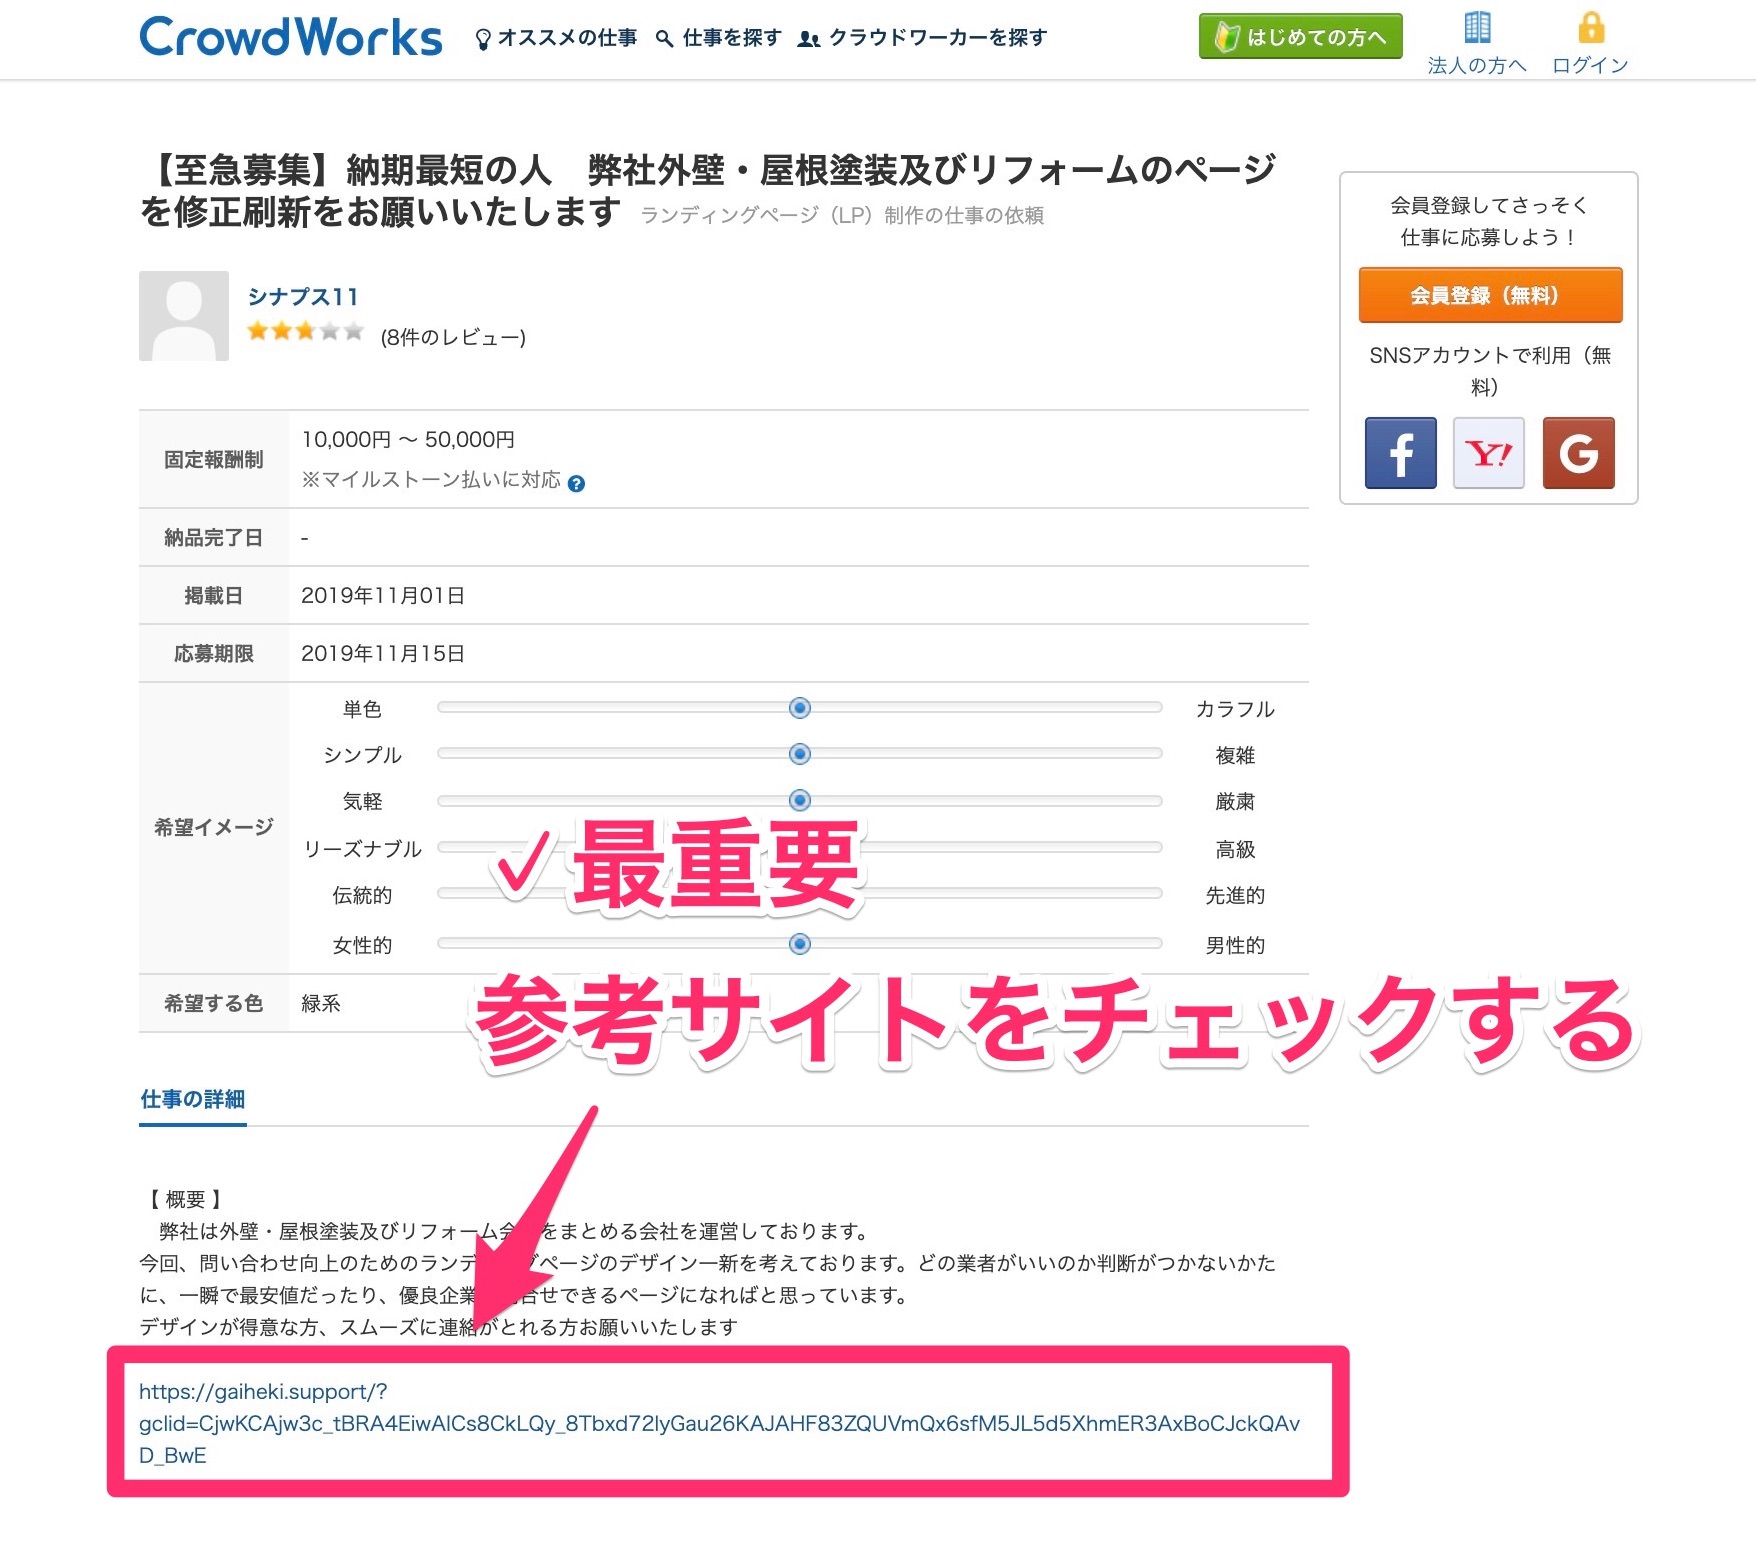 CrowdWorks オススメの仕事 仕事を探す クラウドワーカーを探す はじめての方へ 法人の方へ ログイン
【至急募集】納期最短の人　弊社外壁・屋根塗装及びリフォームのページ
を修正刷新をお願いいたします ランディングページ（LP）制作の仕事の依頼
会員登録してさっそく
仕事に応募しよう！
会員登録（無料）
SNSアカウントで利用（無
料）
f Y! G
シナプス11
(8件のレビュー)
固定報酬制 10,000円 〜 50,000円
※マイルストーン払いに対応 ?
納品完了日 -
掲載日 2019年11月01日
応募期限 2019年11月15日
希望イメージ
単色 カラフル
シンプル 複雑
気軽 厳粛
リーズナブル 高級
伝統的 先進的
女性的 男性的
✓最重要
希望する色 緑系
参考サイトをチェックする
仕事の詳細
【 概要 】
弊社は外壁・屋根塗装及びリフォーム会 をまとめる会社を運営しております。
今回、問い合わせ向上のためのランデ グページのデザイン一新を考えております。どの業者がいいのか判断がつかないかた
に、一瞬で最安値だったり、優良企業 合せできるページになればと思っています。
デザインが得意な方、スムーズに連絡がとれる方お願いいたします
https://gaiheki.support/?
gclid=CjwKCAjw3c_tBRA4EiwAICs8CkLQy_8Tbxd72lyGau26KAJAHF83ZQUVmQx6sfM5JL5d5XhmER3AxBoCJckQAv
D_BwE